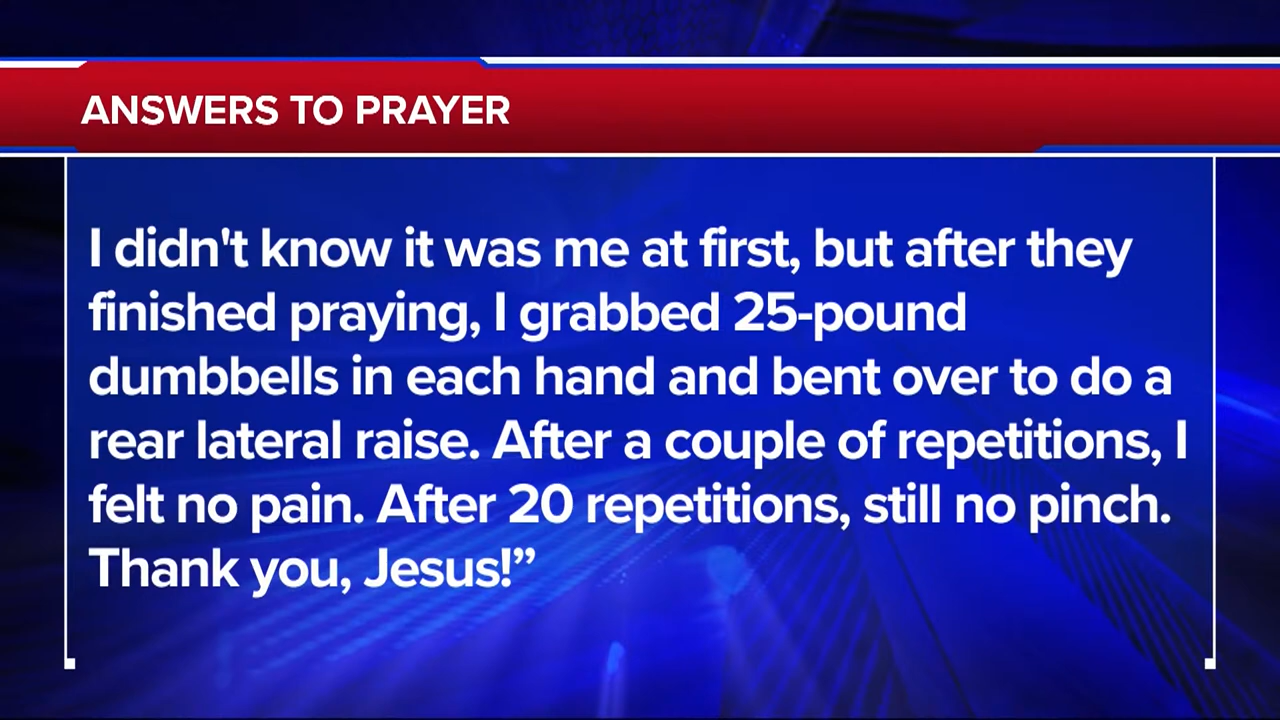 ANSWERS TO PRAYER
I didn't know it was me at first, but after they
finished praying, I grabbed 25-pound
dumbbells in each hand and bent over to do a
rear lateral raise. After a couple of repetitions, I
felt no pain. After 20 repetitions, still no pinch.
Thank you, Jesus!”